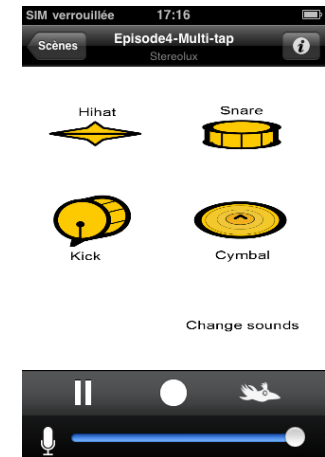 SIM verrouillée 17:16
Scènes Episode4-Multi-tap
Stereolux
Hihat Snare
Kick Cymbal
Change sounds